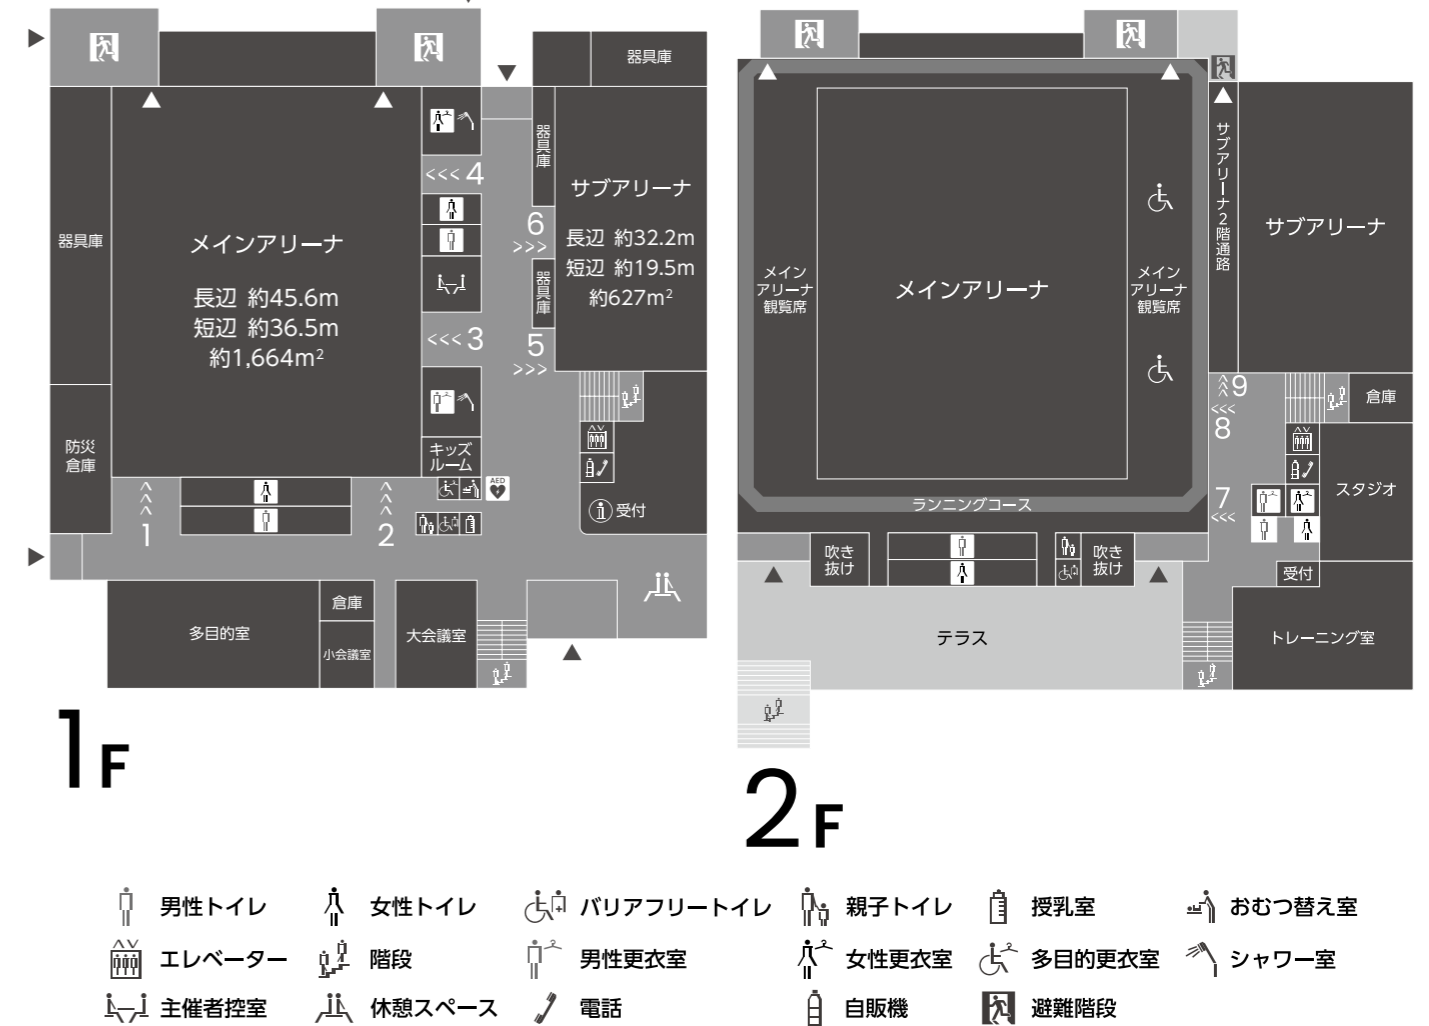 器具庫
器具庫
防災
倉庫
メインアリーナ
長辺 約45.6m
短辺 約36.5m
約1,664m²
<<< 4
<<< 3
キッズ
ルーム
AED
器具庫
6
>>>
器具庫
5
>>>
サブアリーナ
長辺 約32.2m
短辺 約19.5m
約627m²
受付
1
2
多目的室
倉庫
小会議室
大会議室
1F
メイン
アリーナ
観覧席
メインアリーナ
メイン
アリーナ
観覧席
ランニングコース
サブアリーナ2階通路
サブアリーナ
9
<<<
8
7
<<<
倉庫
スタジオ
受付
トレーニング室
吹き
抜け
吹き
抜け
テラス
2F
男性トイレ
女性トイレ
バリアフリートイレ
親子トイレ
授乳室
おむつ替え室
エレベーター
階段
男性更衣室
女性更衣室
多目的更衣室
シャワー室
主催者控室
休憩スペース
電話
自販機
避難階段